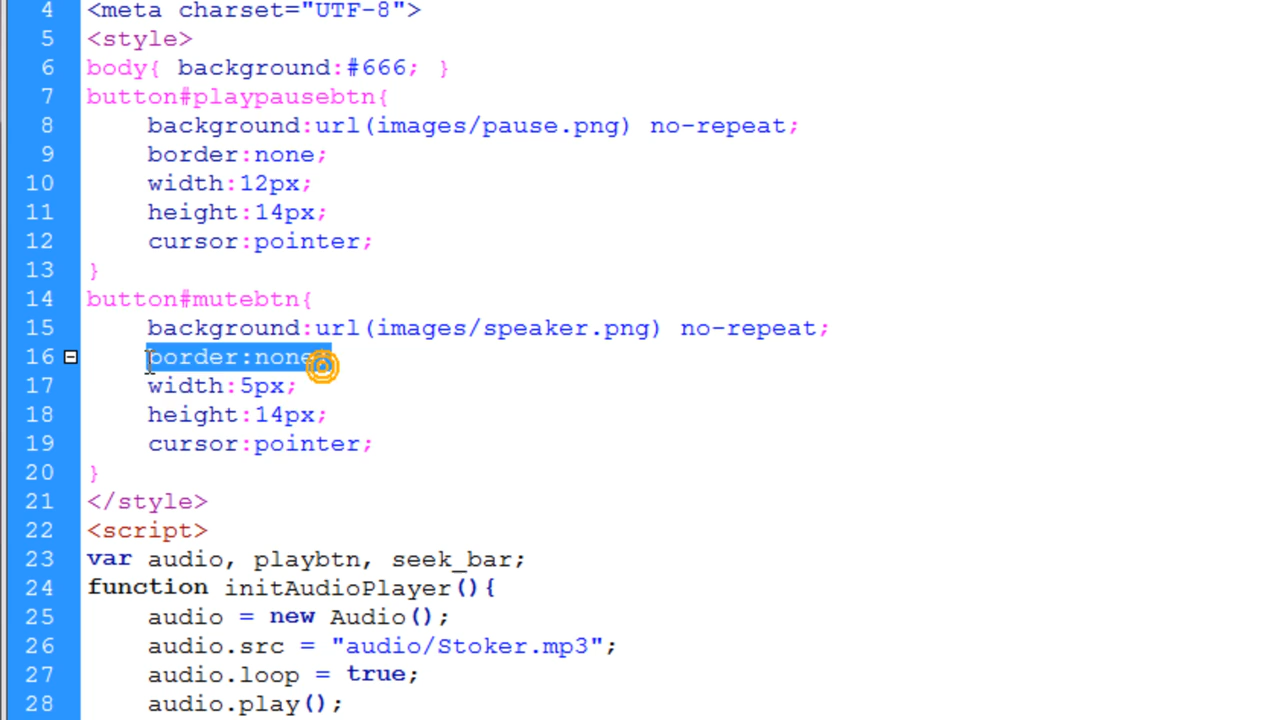 4 <meta charset="UTF-8">
5 <style>
6 body{ background:#666; }
7 button#playpausebtn{
8 background:url(images/pause.png) no-repeat;
9 border:none;
10 width:12px;
11 height:14px;
12 cursor:pointer;
13 }
14 button#mutebtn{
15 background:url(images/speaker.png) no-repeat;
16 border:none
17 width:5px;
18 height:14px;
19 cursor:pointer;
20 }
21 </style>
22 <script>
23 var audio, playbtn, seek_bar;
24 function initAudioPlayer(){
25 audio = new Audio();
26 audio.src = "audio/Stoker.mp3";
27 audio.loop = true;
28 audio.play();